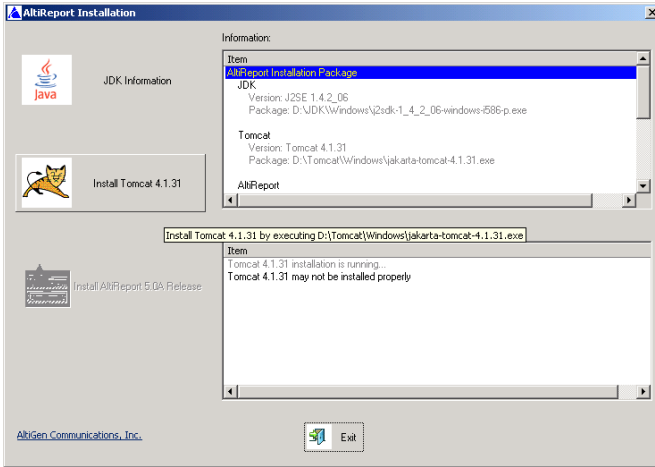 AltiReport Installation
Information:
Item
AltiReport Installation Package
JDK
Version: J2SE 1.4.2_06
Package: D:\JDK\Windows\j2sdk-1_4_2_06-windows-i586-p.exe
Tomcat
Version: Tomcat 4.1.31
Package: D:\Tomcat\Windows\jakarta-tomcat-4.1.31.exe
AltiReport
Java
JDK Information
Install Tomcat 4.1.31
Install Tomcat 4.1.31 by executing D:\Tomcat\Windows\jakarta-tomcat-4.1.31.exe
Item
Tomcat 4.1.31 installation is running...
Tomcat 4.1.31 may not be installed properly
Install AltiReport 5.0A Release
AltiGen Communications, Inc.
Exit